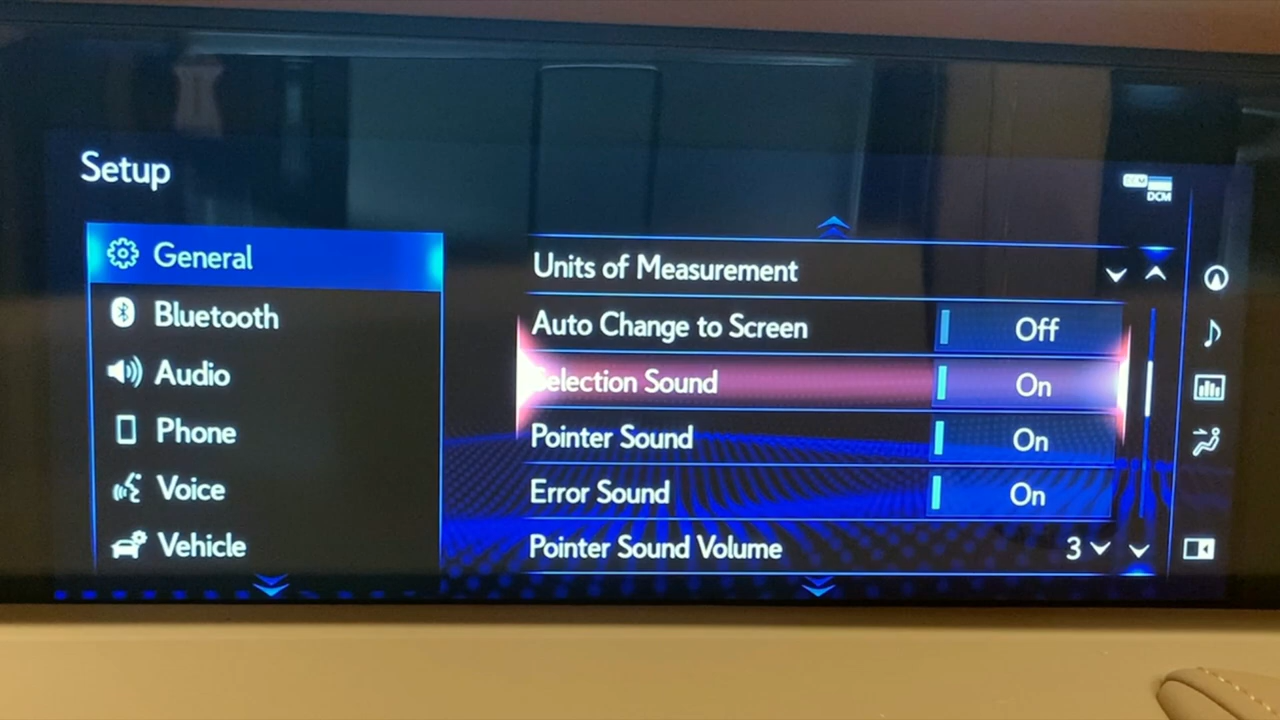 Setup
DCM
General
Bluetooth
Audio
Phone
Voice
Vehicle
Units of Measurement
Auto Change to Screen Off
Selection Sound On
Pointer Sound On
Error Sound On
Pointer Sound Volume 3